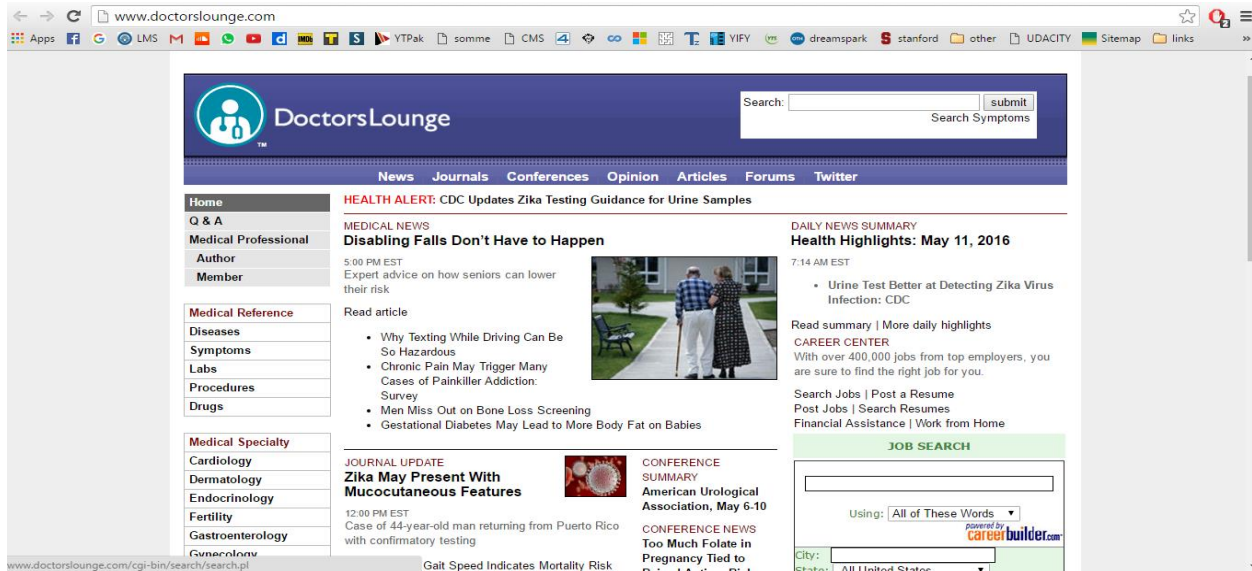 www.doctorslounge.com
Apps LMS YTPak somme CMS YIFY dreamspark stanford other UDACITY Sitemap links
DoctorsLounge
TM
Search: submit
Search Symptoms
News Journals Conferences Opinion Articles Forums Twitter
Home
Q & A
Medical Professional
Author
Member
Medical Reference
Diseases
Symptoms
Labs
Procedures
Drugs
Medical Specialty
Cardiology
Dermatology
Endocrinology
Fertility
Gastroenterology
Gynecology
HEALTH ALERT: CDC Updates Zika Testing Guidance for Urine Samples
MEDICAL NEWS
Disabling Falls Don't Have to Happen
5:00 PM EST
Expert advice on how seniors can lower
their risk
Read article
• Why Texting While Driving Can Be
So Hazardous
• Chronic Pain May Trigger Many
Cases of Painkiller Addiction:
Survey
• Men Miss Out on Bone Loss Screening
• Gestational Diabetes May Lead to More Body Fat on Babies
JOURNAL UPDATE
Zika May Present With
Mucocutaneous Features
12:00 PM EST
Case of 44-year-old man returning from Puerto Rico
with confirmatory testing
Gait Speed Indicates Mortality Risk
CONFERENCE
SUMMARY
American Urological
Association, May 6-10
CONFERENCE NEWS
Too Much Folate in
Pregnancy Tied to
DAILY NEWS SUMMARY
Health Highlights: May 11, 2016
7:14 AM EST
• Urine Test Better at Detecting Zika Virus
Infection: CDC
Read summary | More daily highlights
CAREER CENTER
With over 400,000 jobs from top employers, you
are sure to find the right job for you.
Search Jobs | Post a Resume
Post Jobs | Search Resumes
Financial Assistance | Work from Home
JOB SEARCH
Using: All of These Words
powered by
careerbuilder.com
City:
State: All United States
www.doctorslounge.com/cgi-bin/search/search.pl